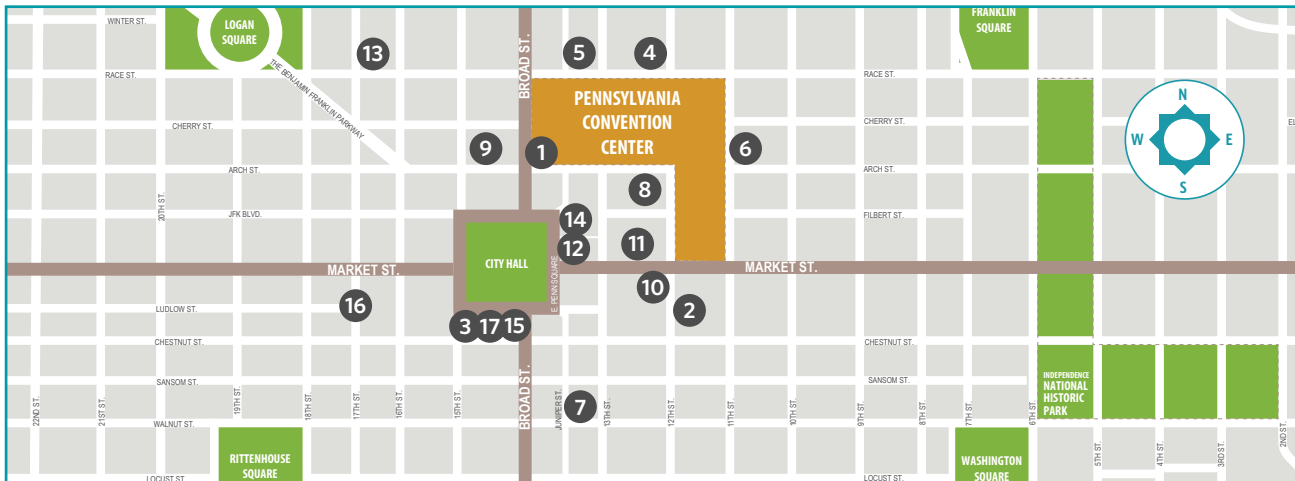 WINTER ST.
LOGAN
SQUARE
13
BROAD ST.
5
4
FRANKLIN
SQUARE
RACE ST.
RACE ST.
THE BENJAMIN FRANKLIN PARKWAY
PENNSYLVANIA
CONVENTION
CENTER
N
W
E
S
CHERRY ST.
CHERRY ST.
9
1
6
ARCH ST.
ARCH ST.
8
20TH ST.
JFK BLVD.
14
FILBERT ST.
12
11
CITY HALL
E. PENN SQUARE
MARKET ST.
MARKET ST.
16
10
2
LUDLOW ST.
3
17
15
CHESTNUT ST.
CHESTNUT ST.
SANSOM ST.
SANSOM ST.
INDEPENDENCE
NATIONAL
HISTORIC
PARK
22ND ST.
21ST ST.
19TH ST.
18TH ST.
17TH ST.
16TH ST.
15TH ST.
BROAD ST.
JUNIPER ST.
7
13TH ST.
12TH ST.
11TH ST.
10TH ST.
9TH ST.
8TH ST.
7TH ST.
6TH ST.
5TH ST.
4TH ST.
3RD ST.
2ND ST.
WALNUT ST.
WALNUT ST.
RITTENHOUSE
SQUARE
WASHINGTON
SQUARE
LOCUST ST.
LOCUST ST.